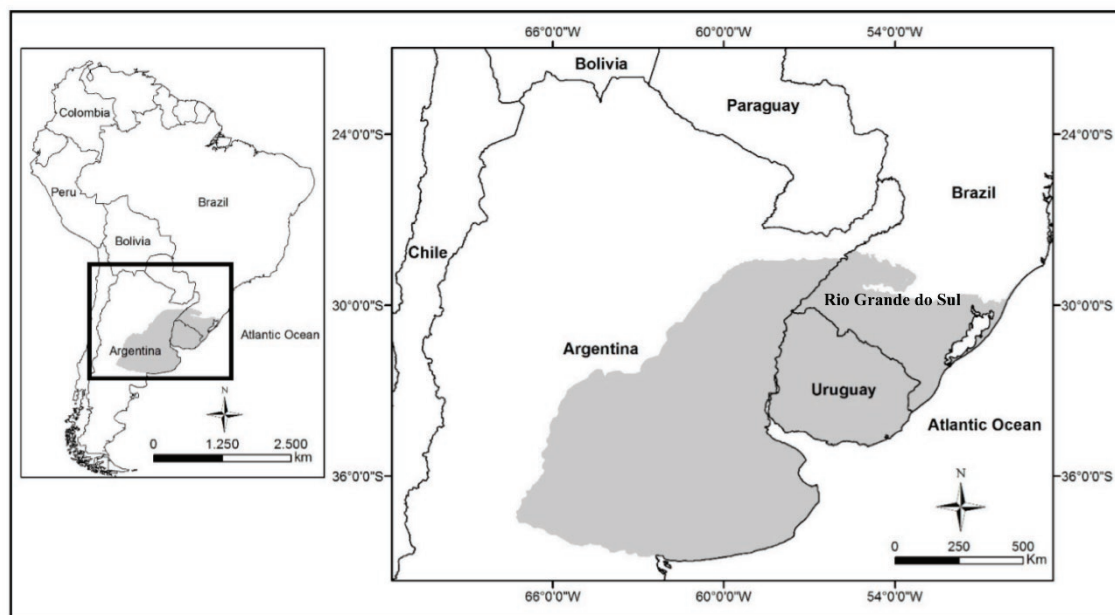 Colombia
Peru
Brazil
Bolivia
Argentina
Atlantic Ocean
N
0 1.250 2.500
km
66°0'0"W 60°0'0"W 54°0'0"W
Bolivia
Paraguay
24°0'0"S 24°0'0"S
Brazil
Chile
30°0'0"S Rio Grande do Sul 30°0'0"S
Argentina
Uruguay
Atlantic Ocean
36°0'0"S 36°0'0"S
N
0 250 500
Km
66°0'0"W 60°0'0"W 54°0'0"W